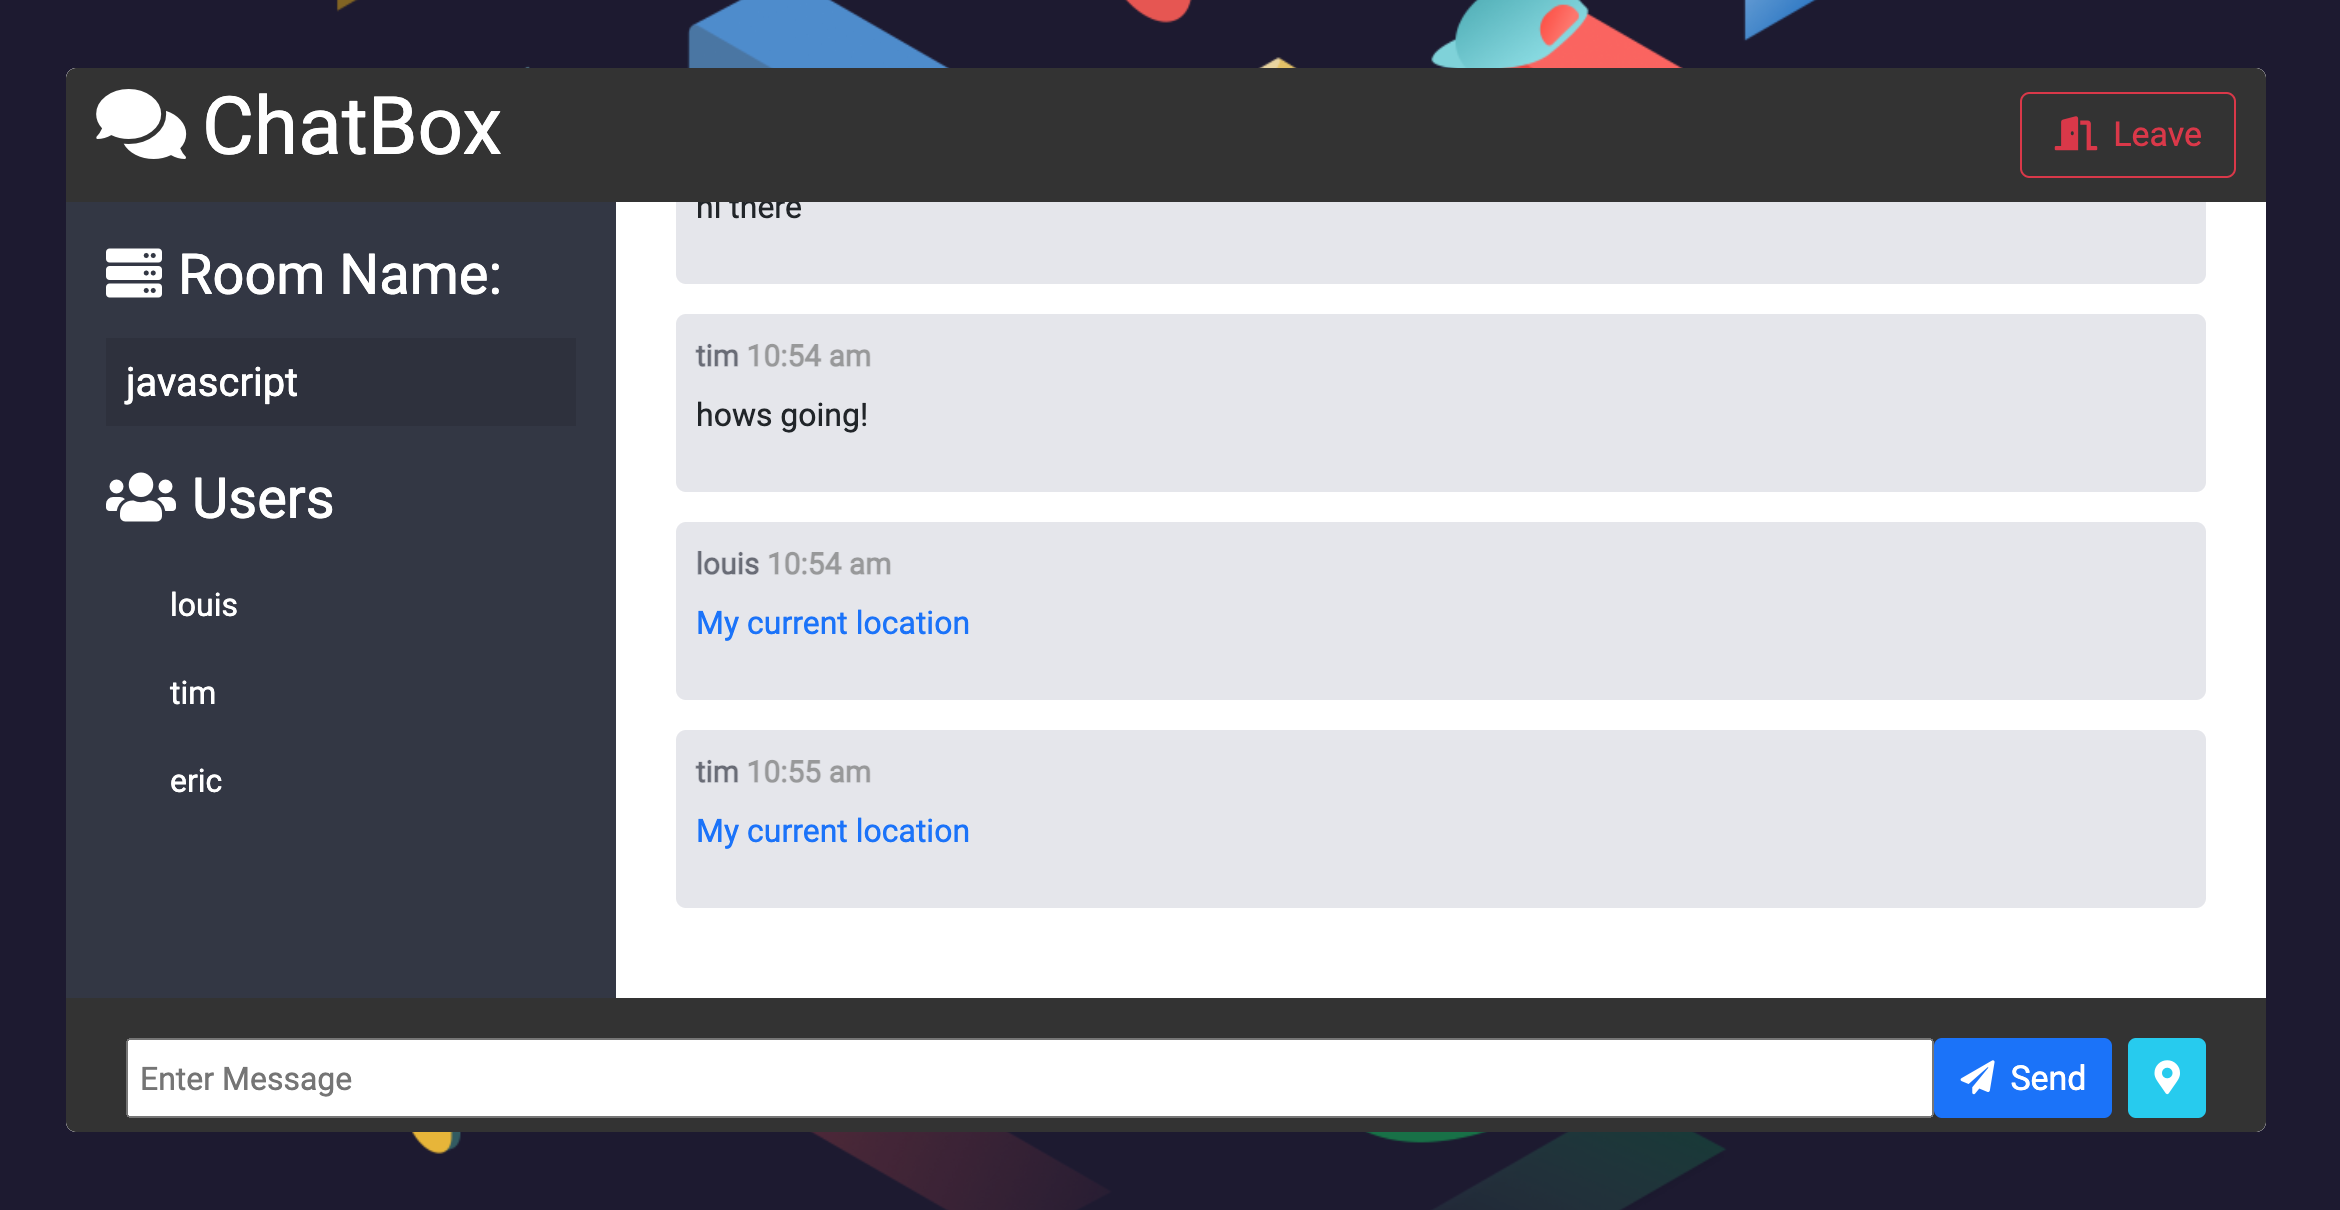 ChatBox
Leave
Room Name:
javascript
Users
louis
tim
eric
hi there
tim 10:54 am
hows going!
louis 10:54 am
My current location
tim 10:55 am
My current location
Enter Message
Send